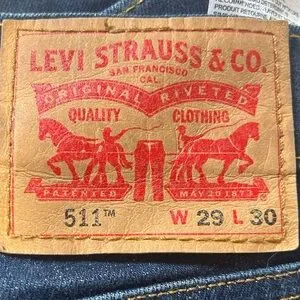 LEVI STRAUSS & CO.
SAN FRANCISCO
CAL.
ORIGINAL RIVETED
QUALITY CLOTHING
PATENTED MAY 20 1873
511™ W 29 L 30